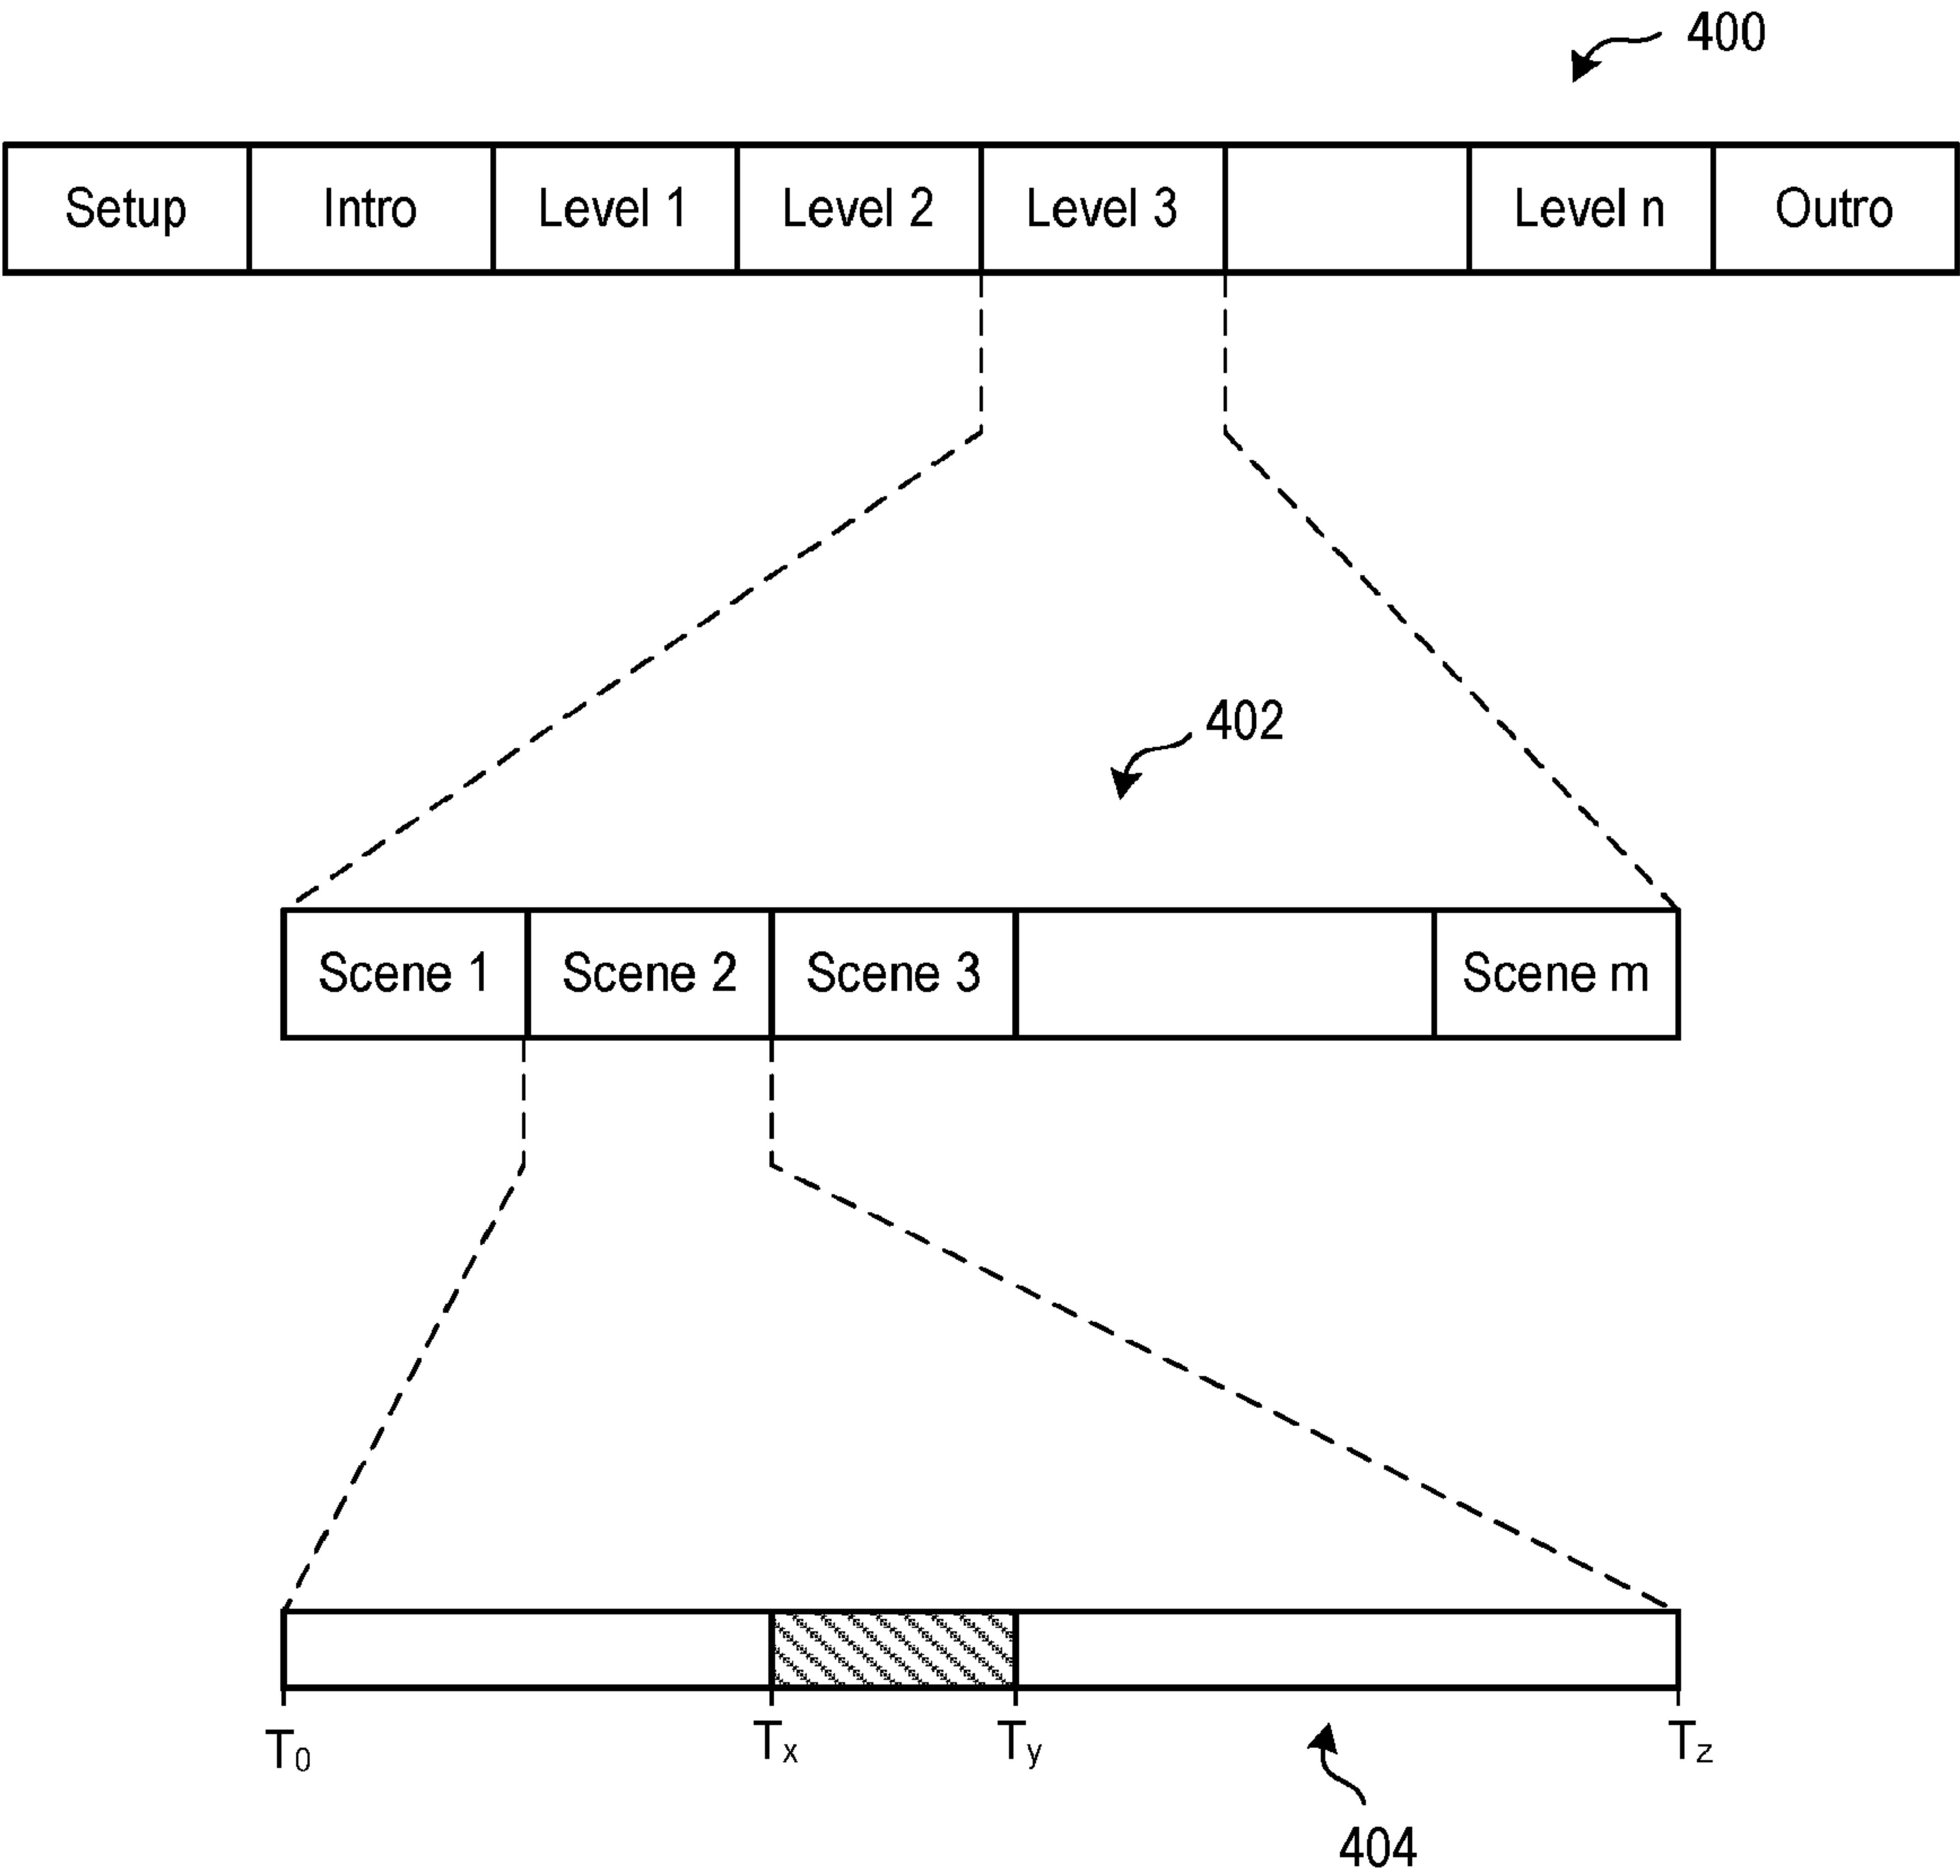 400
Setup Intro Level 1 Level 2 Level 3 Level n Outro
402
Scene 1 Scene 2 Scene 3 Scene m
T0 Tx Ty Tz
404